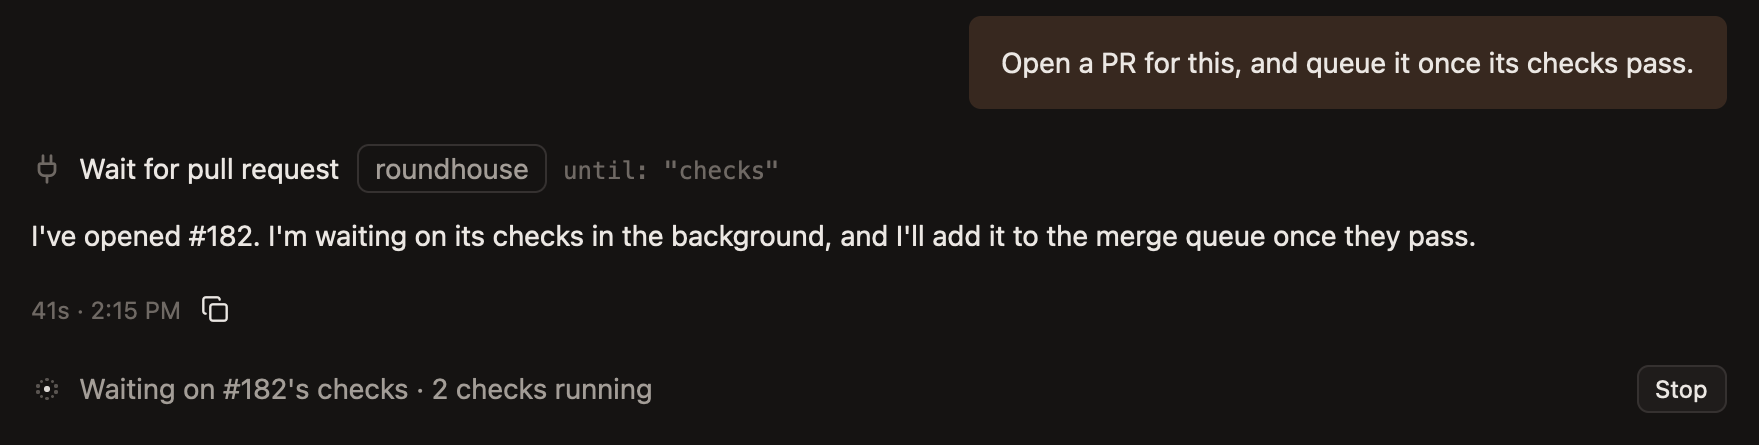 Open a PR for this, and queue it once its checks pass.
Wait for pull request roundhouse until: "checks"
I've opened #182. I'm waiting on its checks in the background, and I'll add it to the merge queue once they pass.
41s · 2:15 PM
Waiting on #182's checks · 2 checks running Stop